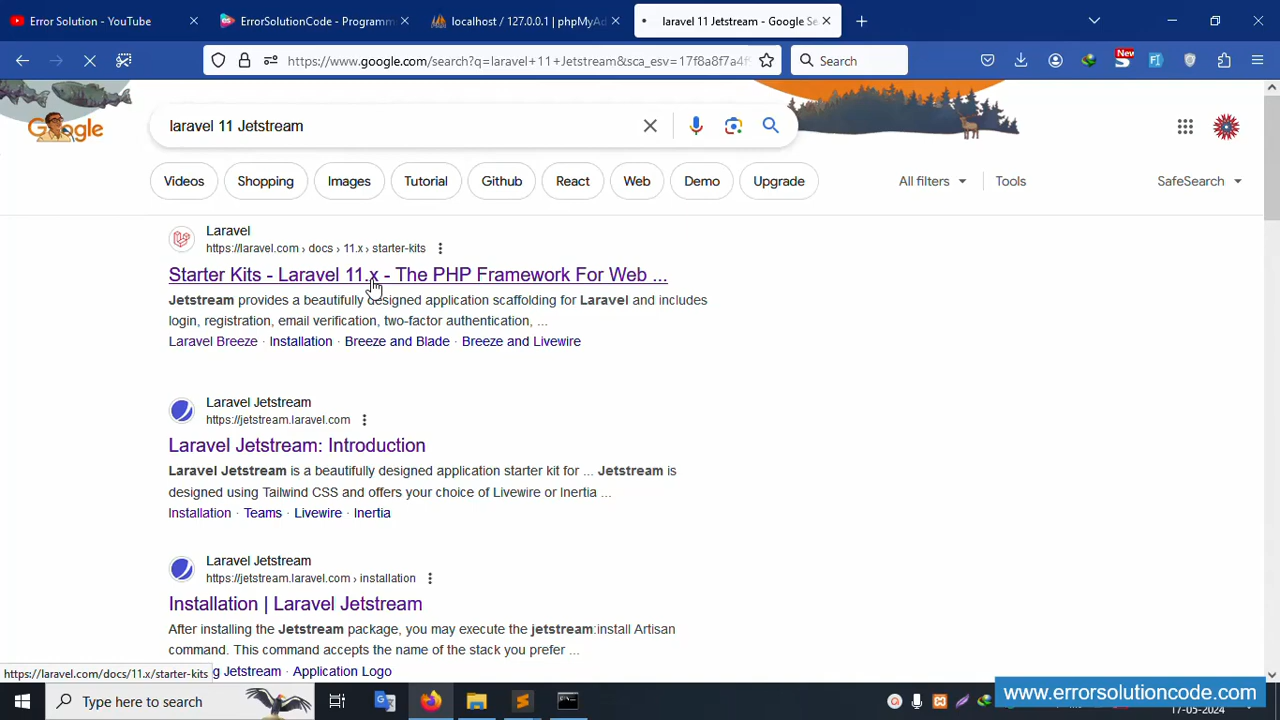 Error Solution - YouTube
ErrorSolutionCode - Programm
localhost / 127.0.0.1 | phpMyAd
laravel 11 Jetstream - Google Se
https://www.google.com/search?q=laravel+11+Jetstream&sca_esv=17f8a8f7a4f
Search
New
Google
laravel 11 Jetstream
Videos
Shopping
Images
Tutorial
Github
React
Web
Demo
Upgrade
All filters
Tools
SafeSearch
Laravel
https://laravel.com › docs › 11.x › starter-kits
Starter Kits - Laravel 11.x - The PHP Framework For Web ...
Jetstream provides a beautifully designed application scaffolding for Laravel and includes
login, registration, email verification, two-factor authentication, ...
Laravel Breeze · Installation · Breeze and Blade · Breeze and Livewire
Laravel Jetstream
https://jetstream.laravel.com
Laravel Jetstream: Introduction
Laravel Jetstream is a beautifully designed application starter kit for ... Jetstream is
designed using Tailwind CSS and offers your choice of Livewire or Inertia ...
Installation · Teams · Livewire · Inertia
Laravel Jetstream
https://jetstream.laravel.com › installation
Installation | Laravel Jetstream
After installing the Jetstream package, you may execute the jetstream:install Artisan
command. This command accepts the name of the stack you prefer ...
https://laravel.com/docs/11.x/starter-kits
g Jetstream · Application Logo
Type here to search
www.errorsolutioncode.com
17-05-2024